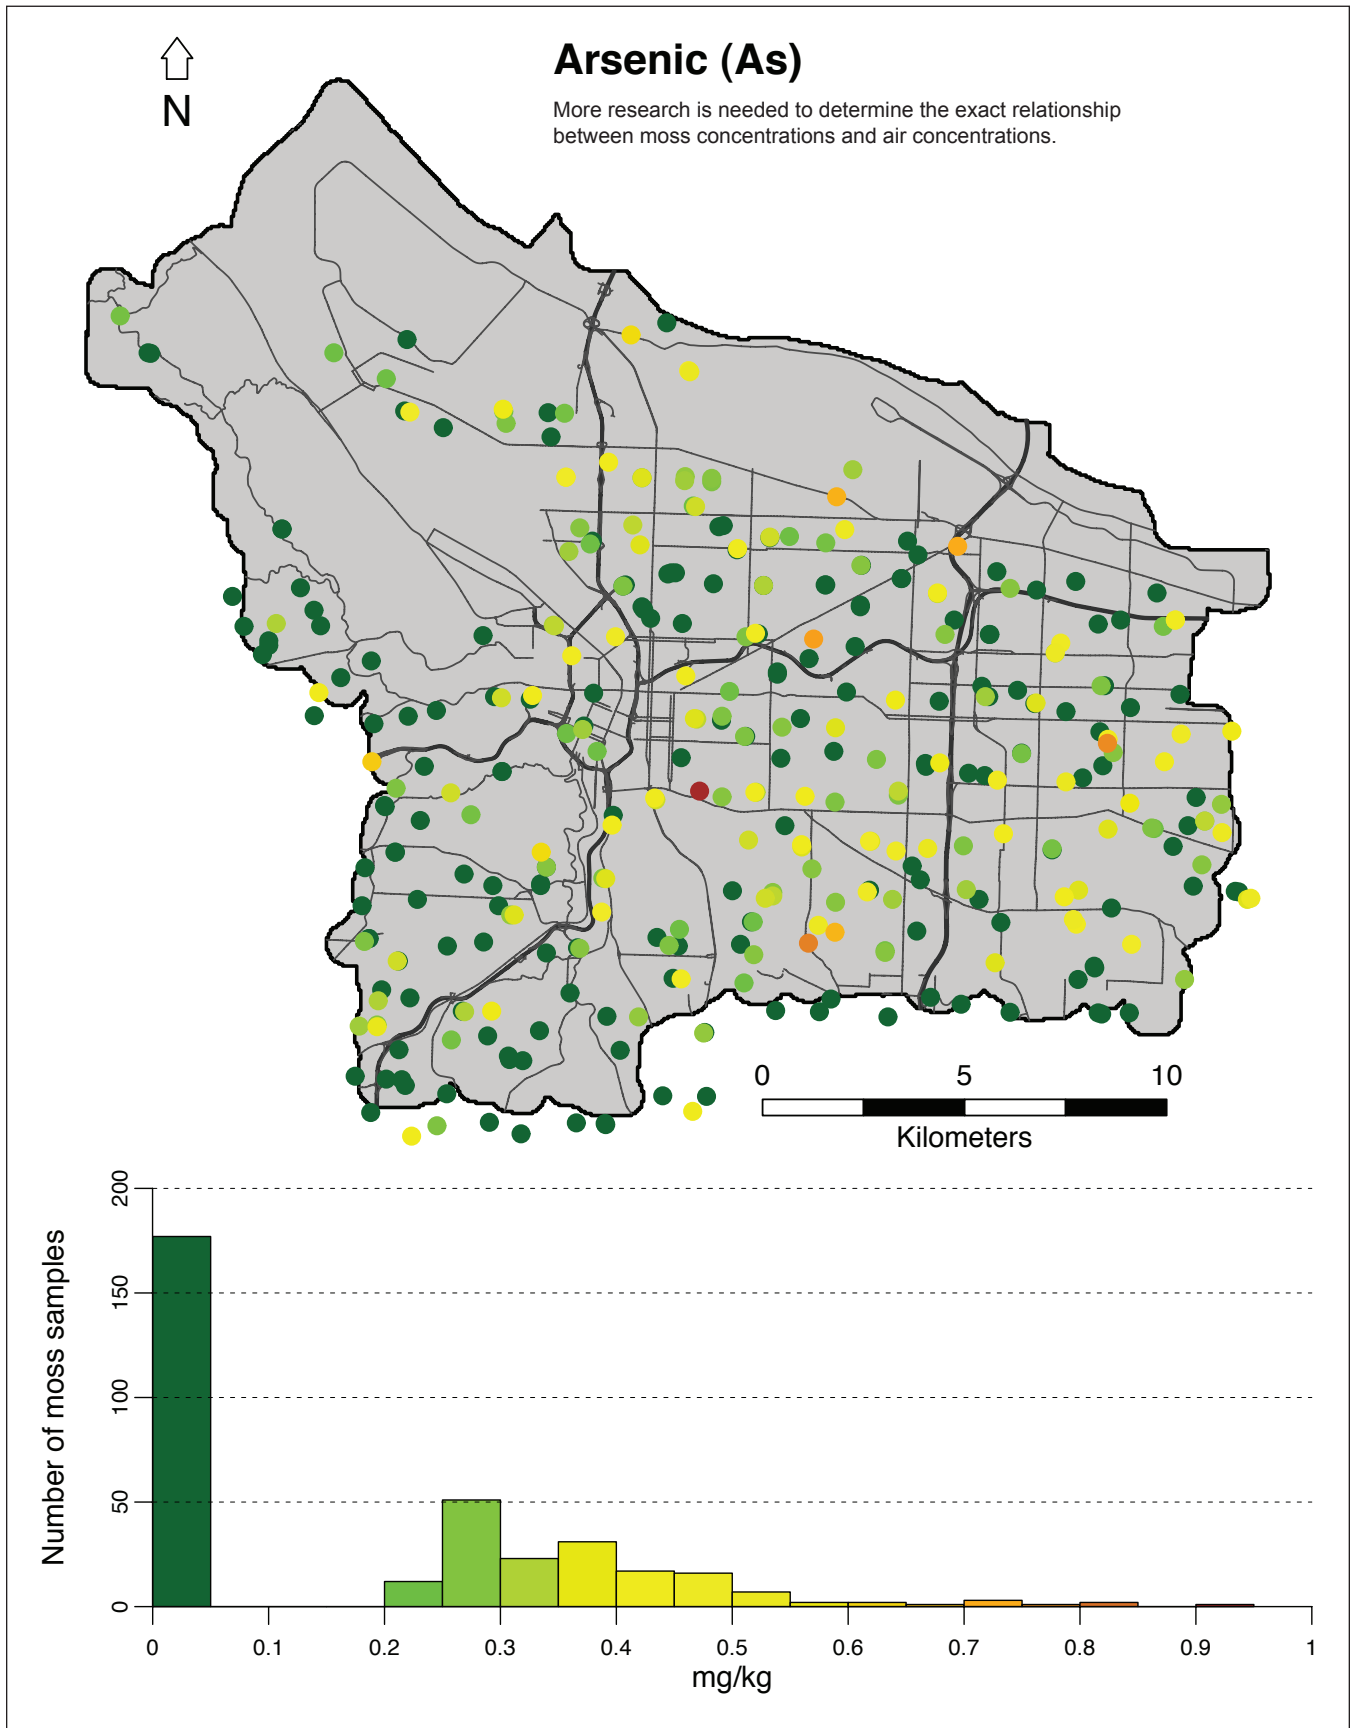 N
Arsenic (As)
More research is needed to determine the exact relationship
between moss concentrations and air concentrations.
0 5 10
Kilometers
Number of moss samples
200
150
100
50
0
0 0.1 0.2 0.3 0.4 0.5 0.6 0.7 0.8 0.9 1
mg/kg